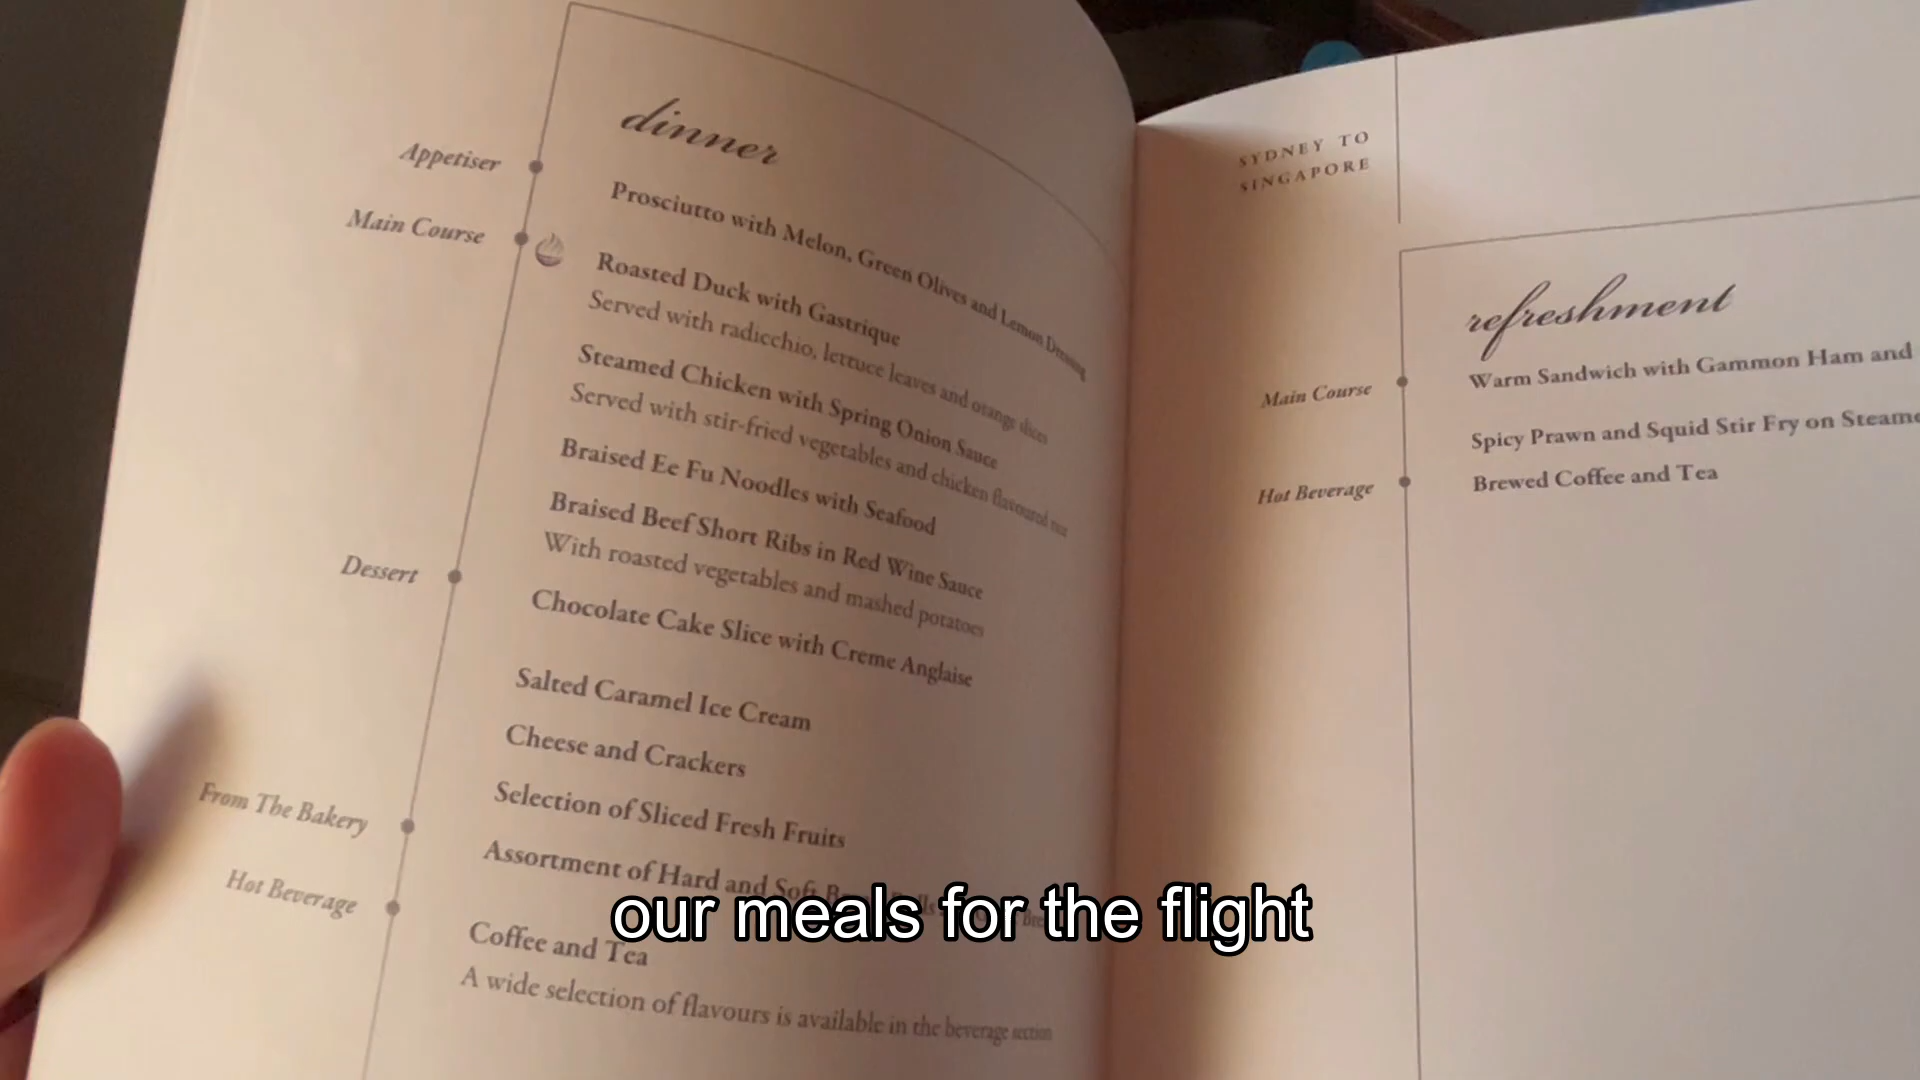 dinner
Appetiser
Prosciutto with Melon, Green Olives and Lemon Dressing
Main Course
Roasted Duck with Gastrique
Served with radicchio, lettuce leaves and orange slices
Steamed Chicken with Spring Onion Sauce
Served with stir-fried vegetables and chicken flavoured rice
Braised Ee Fu Noodles with Seafood
Braised Beef Short Ribs in Red Wine Sauce
With roasted vegetables and mashed potatoes
Dessert
Chocolate Cake Slice with Creme Anglaise
Salted Caramel Ice Cream
Cheese and Crackers
Selection of Sliced Fresh Fruits
From The Bakery
Assortment of Hard and Soft
Hot Beverage
Coffee and Tea
A wide selection of flavours is available in the beverage section
SYDNEY TO
SINGAPORE
refreshment
Main Course
Warm Sandwich with Gammon Ham and
Spicy Prawn and Squid Stir Fry on
Hot Beverage
Brewed Coffee and Tea
our meals for the flight